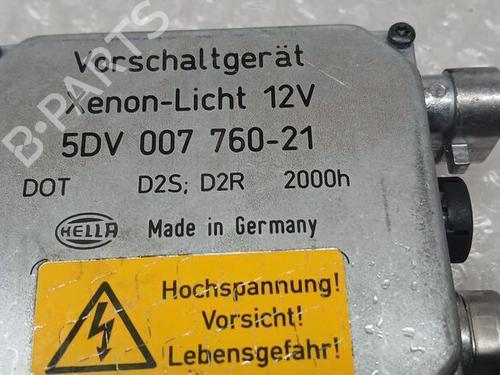 Vorschaltgerät
Xenon-Licht 12V
5DV 007 760-21
DOT D2S; D2R 2000h
HELLA Made in Germany
Hochspannung!
Vorsicht!
Lebensgefahr!
B-PARTS